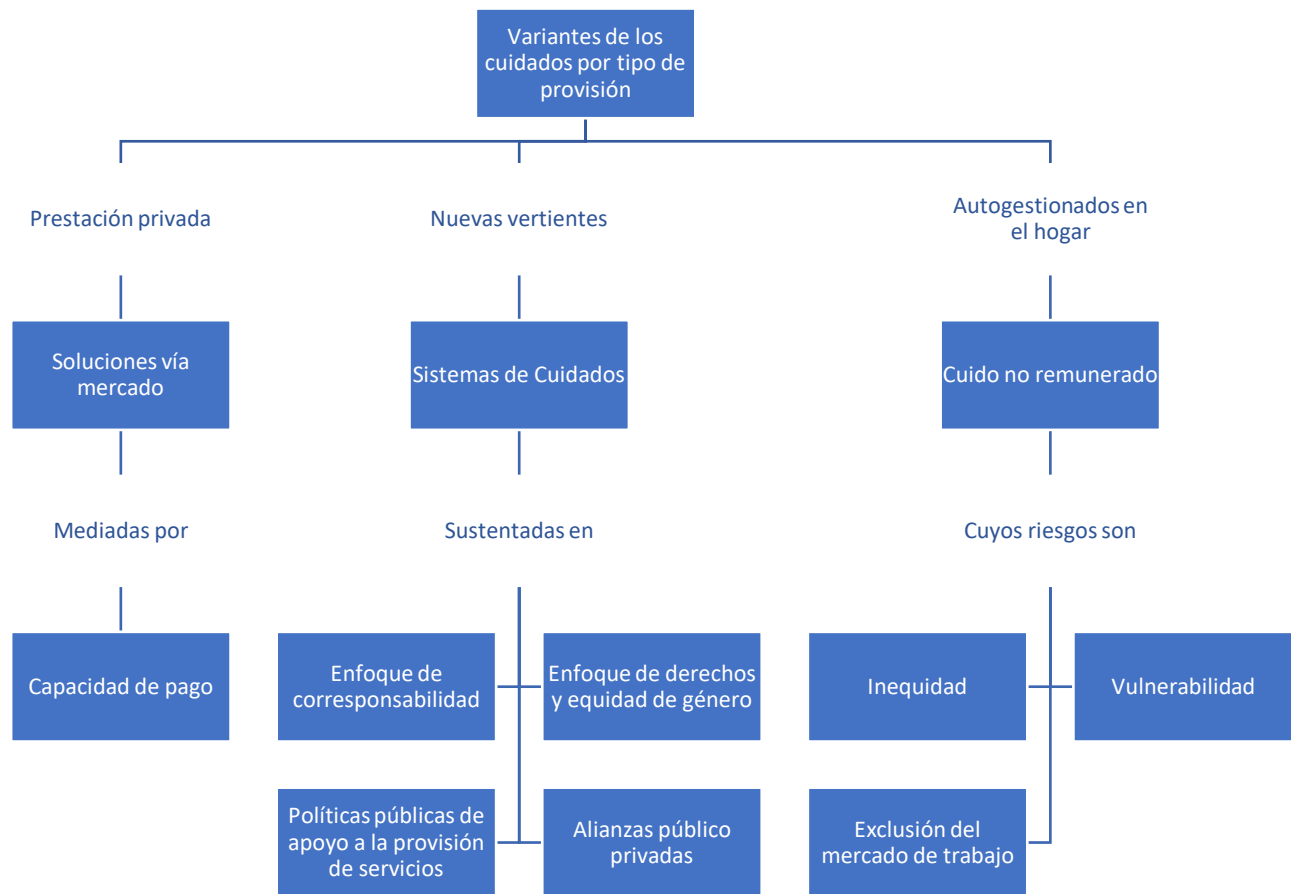 Variantes de los
cuidados por tipo de
provisión
Prestación privada
Nuevas vertientes
Autogestionados en
el hogar
Soluciones vía
mercado
Sistemas de Cuidados
Cuido no remunerado
Mediadas por
Sustentadas en
Cuyos riesgos son
Capacidad de pago
Enfoque de
corresponsabilidad
Enfoque de derechos
y equidad de género
Inequidad
Vulnerabilidad
Políticas públicas de
apoyo a la provisión
de servicios
Alianzas público
privadas
Exclusión del
mercado de trabajo